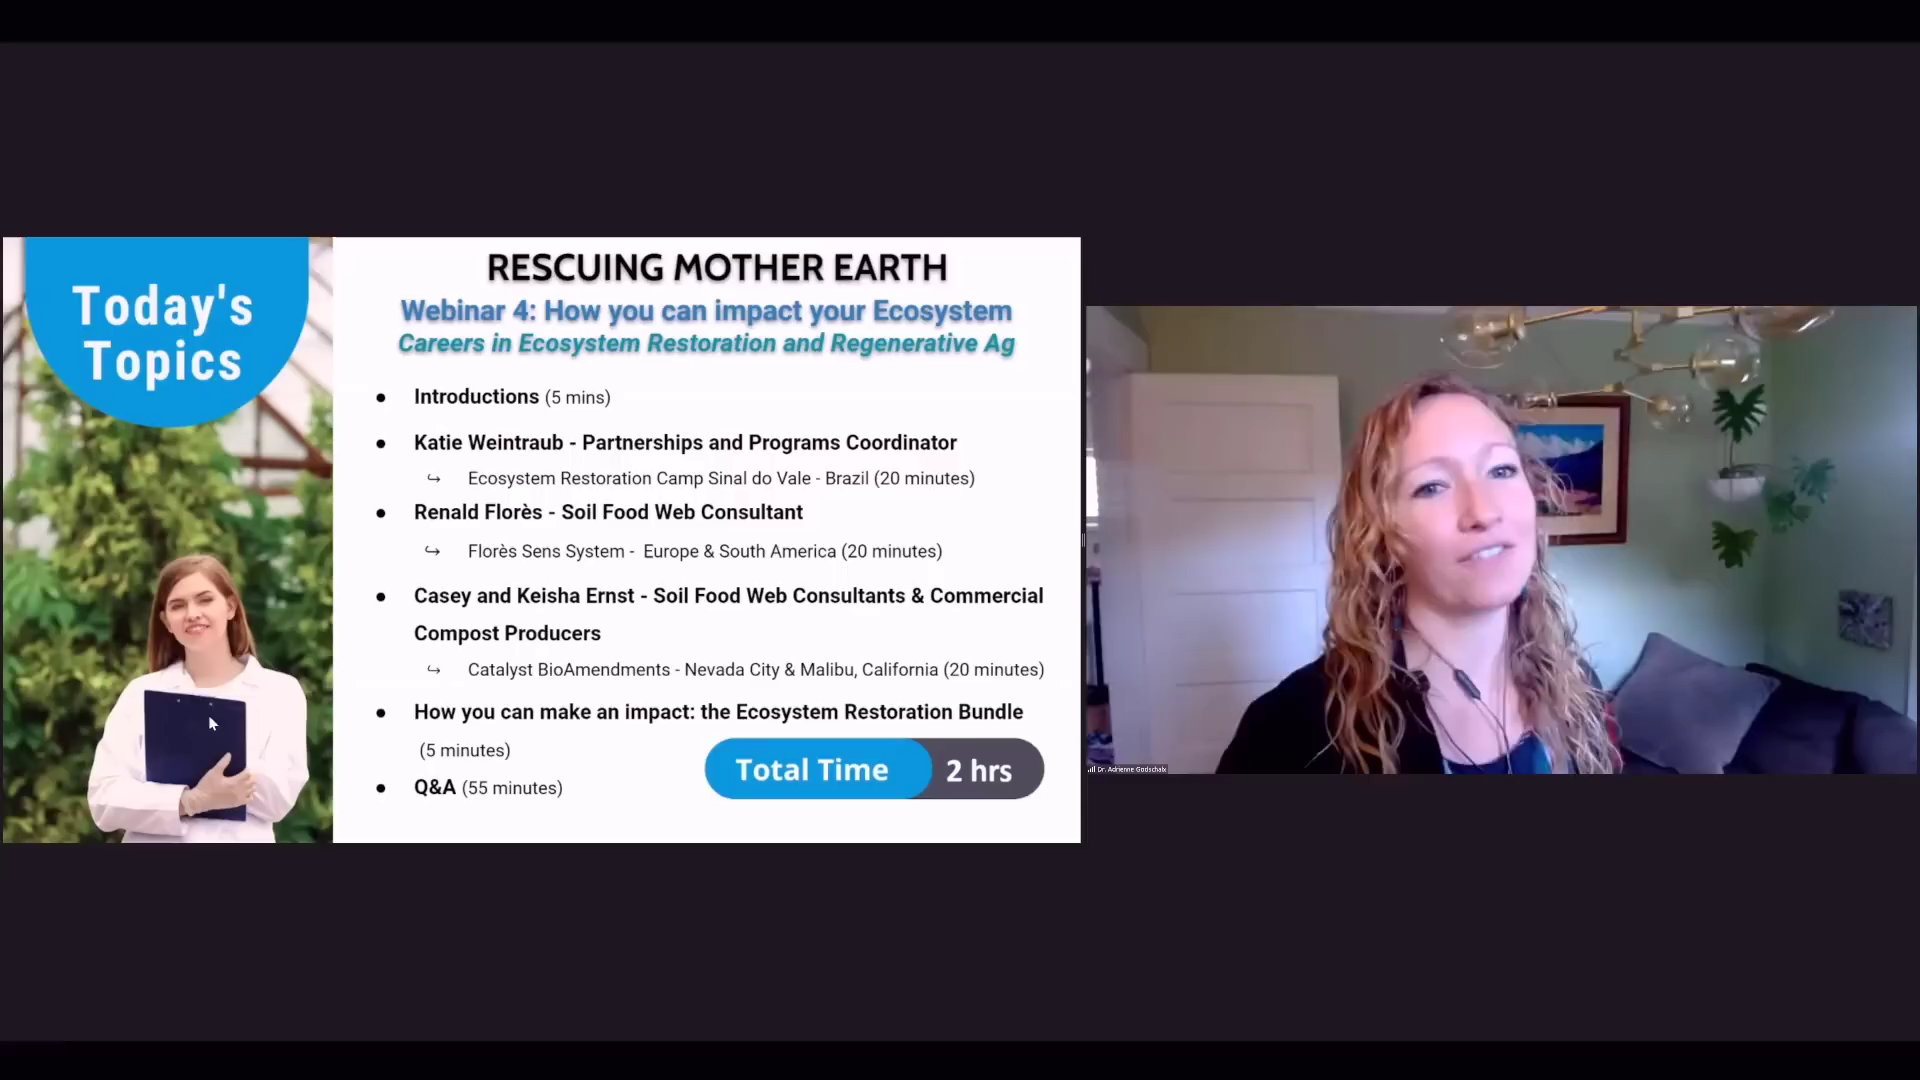 Today's
Topics
RESCUING MOTHER EARTH
Webinar 4: How you can impact your Ecosystem
Careers in Ecosystem Restoration and Regenerative Ag
● Introductions (5 mins)
● Katie Weintraub - Partnerships and Programs Coordinator
↪ Ecosystem Restoration Camp Sinal do Vale - Brazil (20 minutes)
● Renald Florès - Soil Food Web Consultant
↪ Florès Sens System - Europe & South America (20 minutes)
● Casey and Keisha Ernst - Soil Food Web Consultants & Commercial
Compost Producers
↪ Catalyst BioAmendments - Nevada City & Malibu, California (20 minutes)
● How you can make an impact: the Ecosystem Restoration Bundle
(5 minutes)
● Q&A (55 minutes)
Total Time 2 hrs
Dr. Adrienne Godschalx